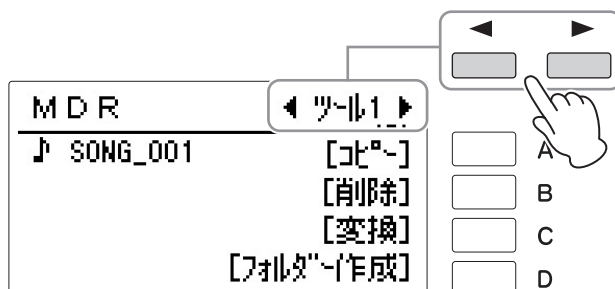 MDR ◀ ツール1 ▶
♪ SONG_001 [コピー] A
[削除] B
[変換] C
[フォルダー作成] D